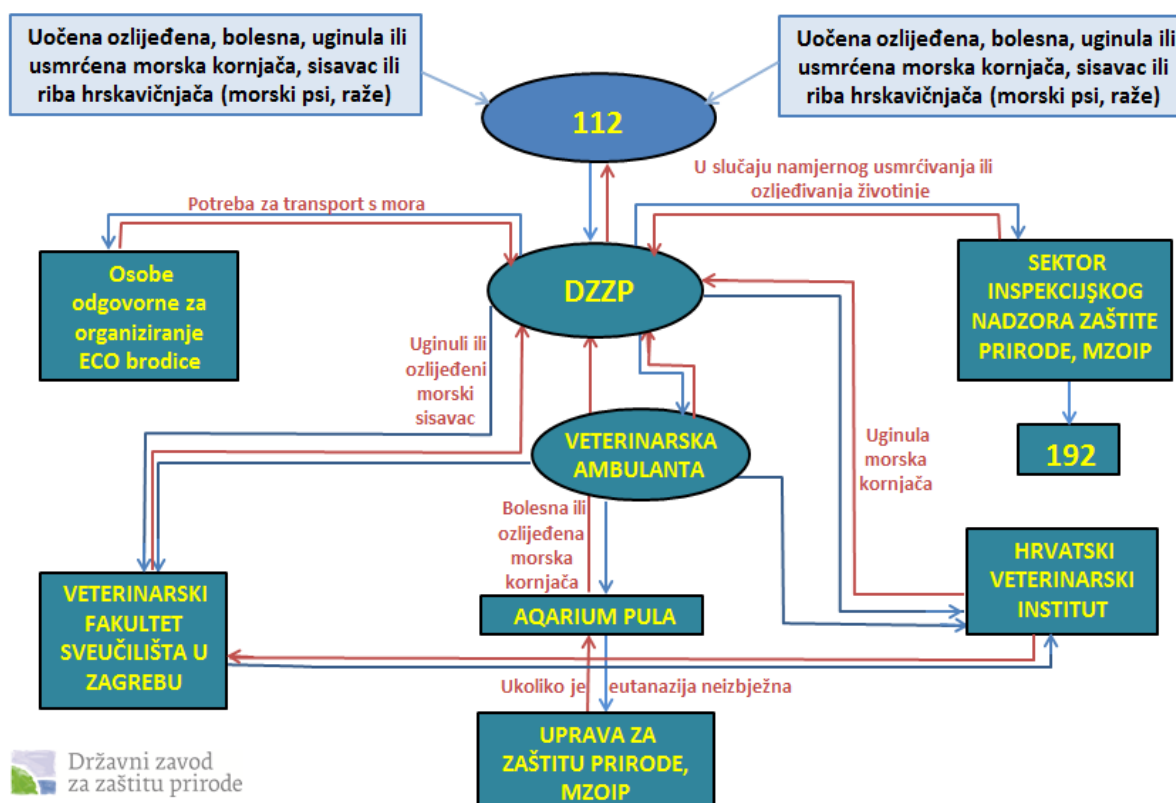 Uočena ozlijeđena, bolesna, uginula ili
usmrćena morska kornjača, sisavac ili
riba hrskavičnjača (morski psi, raže)
Uočena ozlijeđena, bolesna, uginula ili
usmrćena morska kornjača, sisavac ili
riba hrskavičnjača (morski psi, raže)
112
U slučaju namjernog usmrćivanja ili
ozljeđivanja životinje
Potreba za transport s mora
Osobe
odgovorne za
organiziranje
ECO brodice
DZZP
SEKTOR
INSPEKCIJSKOG
NADZORA ZAŠTITE
PRIRODE, MZOIP
Uginuli ili
ozlijeđeni
morski
sisavac
192
VETERINARSKA
AMBULANTA
Uginula
morska
kornjača
Bolesna ili
ozlijeđena
morska
kornjača
VETERINARSKI
FAKULTET
SVEUČILIŠTA U
ZAGREBU
AQARIUM PULA
HRVATSKI
VETERINARSKI
INSTITUT
Ukoliko je eutanazija neizbježna
UPRAVA ZA
ZAŠTITU PRIRODE,
MZOIP
Državni zavod
za zaštitu prirode